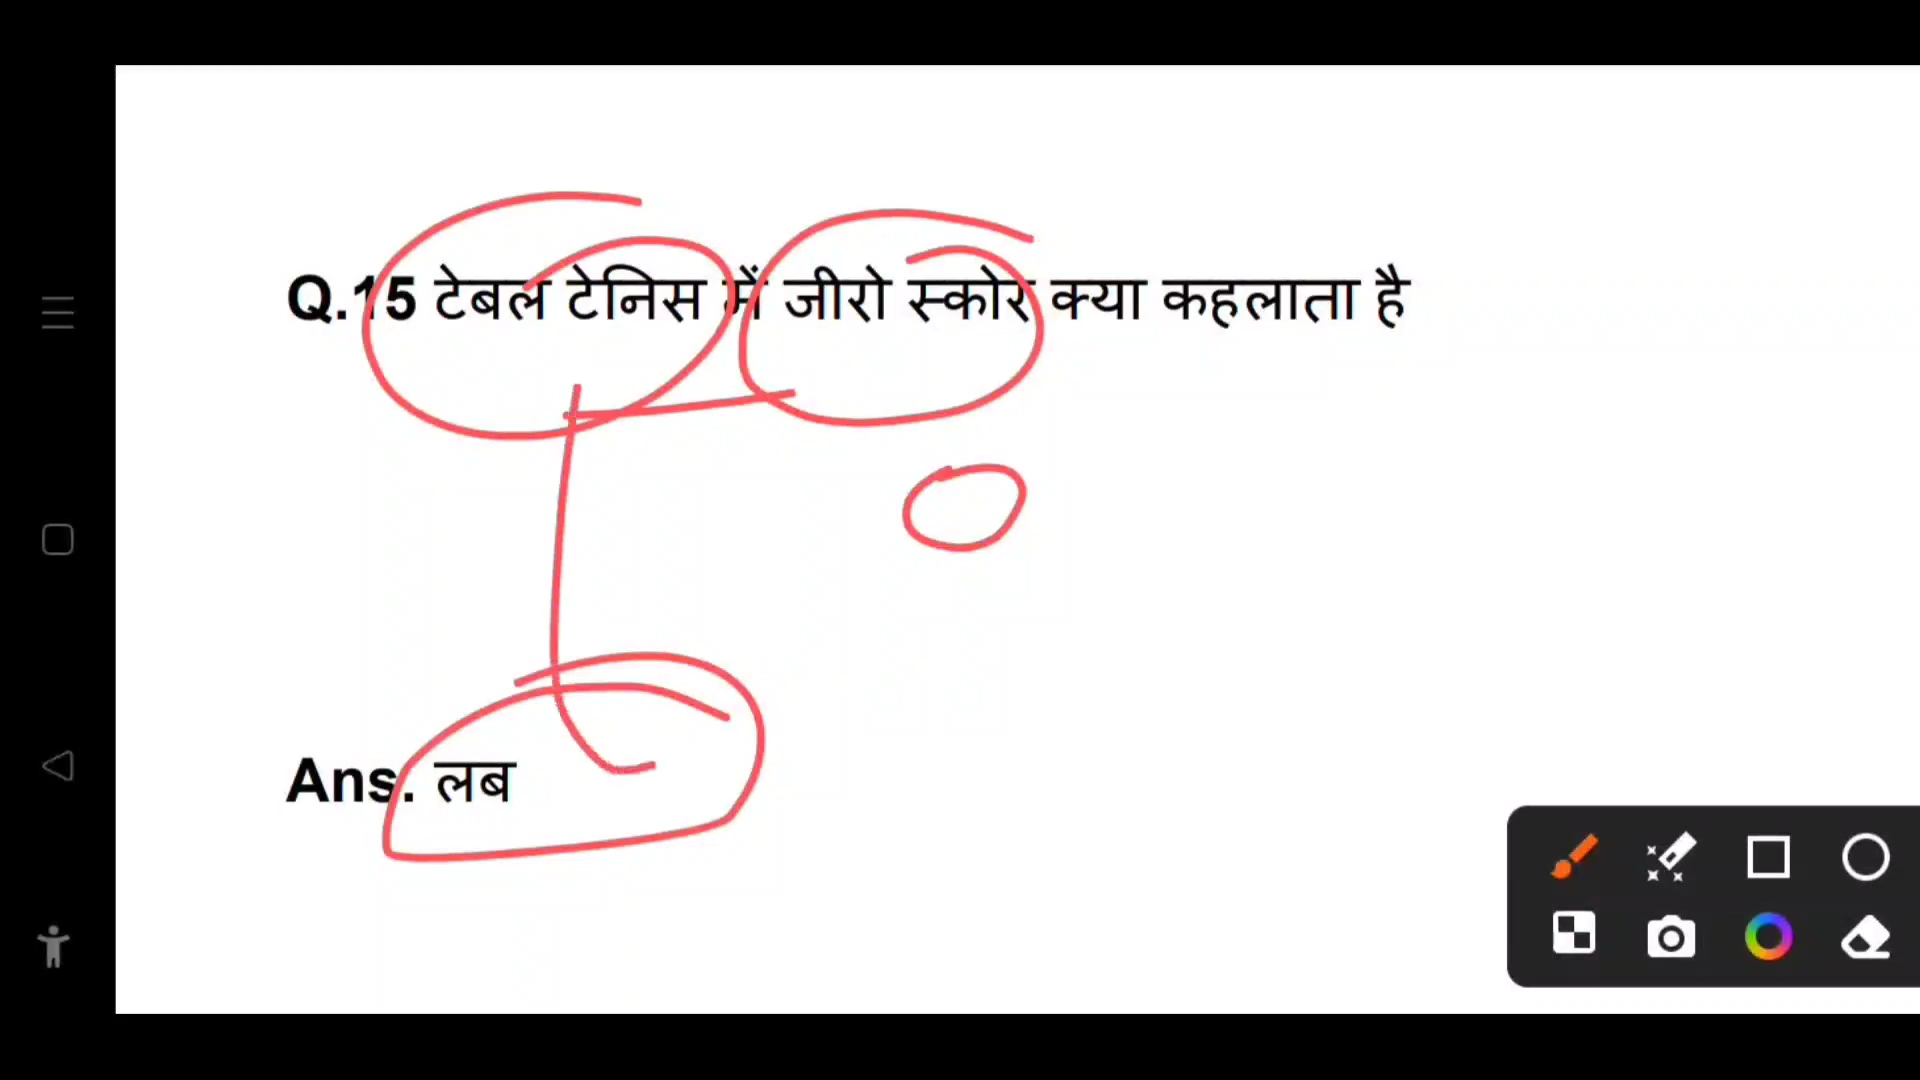 Q.15 टेबल टेनिस में जीरो स्कोर क्या कहलाता है
Ans. लब